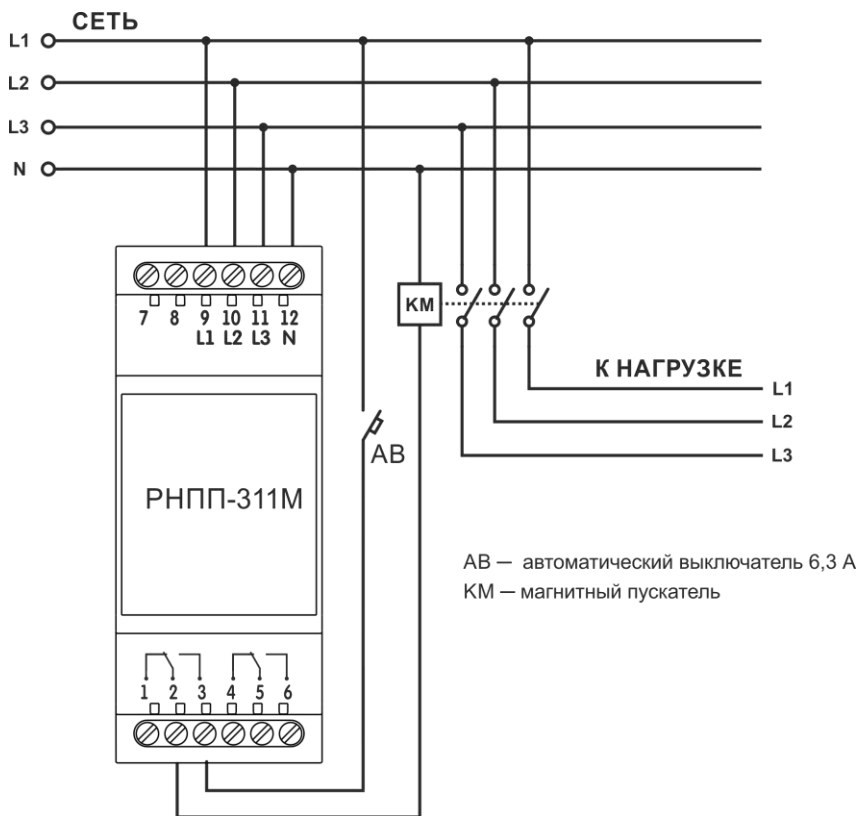 СЕТЬ
L1
L2
L3
N
7 8 9 10 11 12
L1 L2 L3 N
КМ
К НАГРУЗКЕ
L1
L2
L3
АВ
РНПП-311М
АВ — автоматический выключатель 6,3 А
КМ — магнитный пускатель
1 2 3 4 5 6